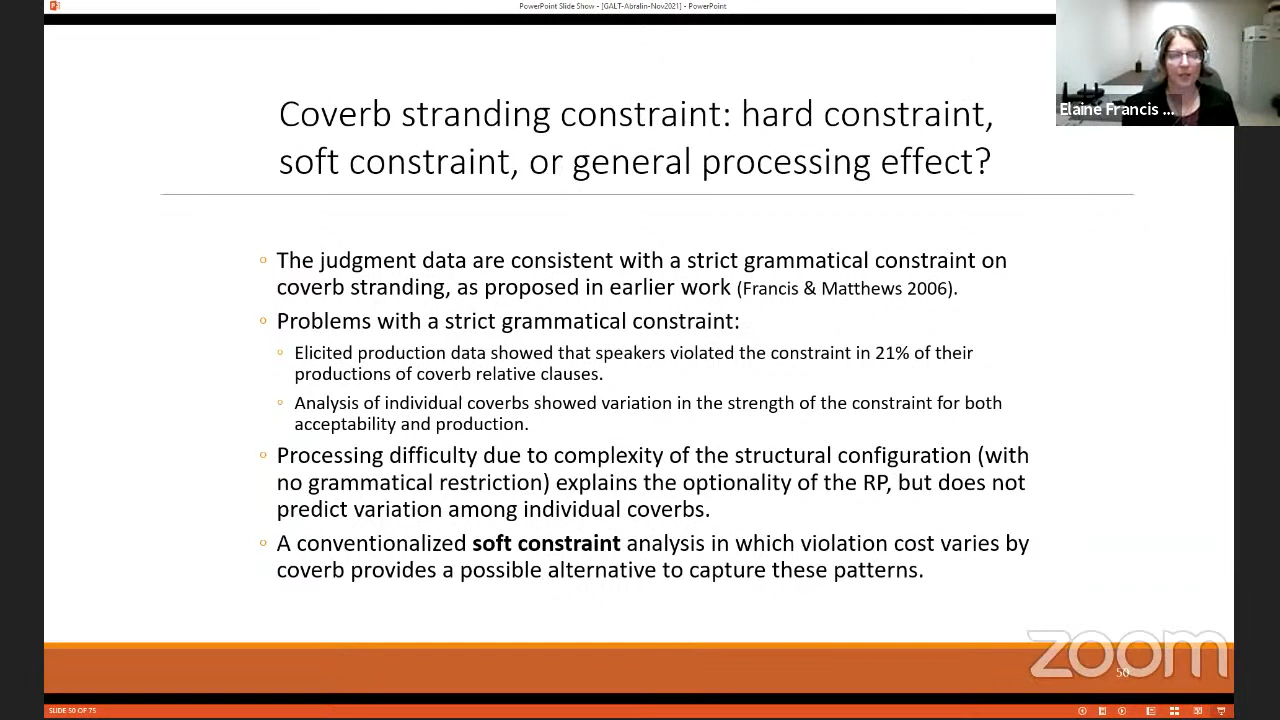 PowerPoint Slide Show - [GALT-Abralin-Nov2021] - PowerPoint
Elaine Francis ...
Coverb stranding constraint: hard constraint,
soft constraint, or general processing effect?
The judgment data are consistent with a strict grammatical constraint on
coverb stranding, as proposed in earlier work (Francis & Matthews 2006).
Problems with a strict grammatical constraint:
Elicited production data showed that speakers violated the constraint in 21% of their
productions of coverb relative clauses.
Analysis of individual coverbs showed variation in the strength of the constraint for both
acceptability and production.
Processing difficulty due to complexity of the structural configuration (with
no grammatical restriction) explains the optionality of the RP, but does not
predict variation among individual coverbs.
A conventionalized soft constraint analysis in which violation cost varies by
coverb provides a possible alternative to capture these patterns.
zoom
50
SLIDE 50 OF 75